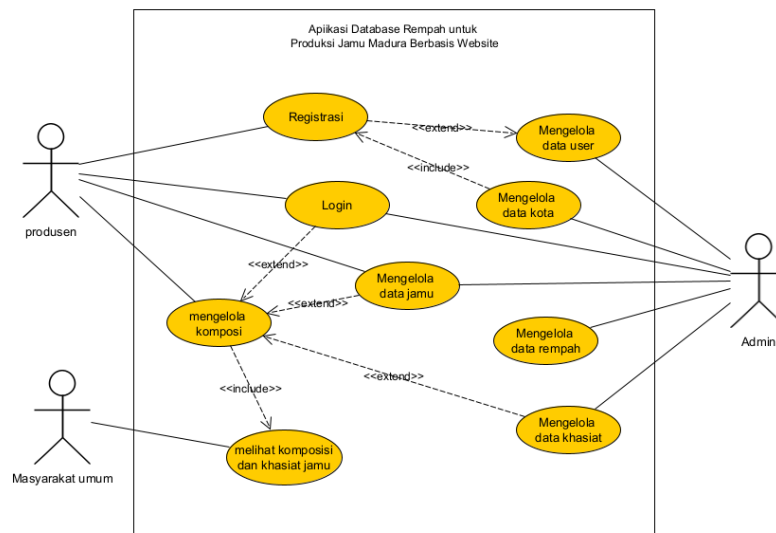 Apiikasi Database Rempah untuk
Produksi Jamu Madura Berbasis Website
Registrasi
<<extend>>
Mengelola
data user
<<include>>
produsen
Login
Mengelola
data kota
<<extend>>
Mengelola
data jamu
<<extend>>
mengelola
komposi
Mengelola
data rempah
Admin
<<extend>>
<<include>>
Mengelola
data khasiat
Masyarakat umum
melihat komposisi
dan khasiat jamu